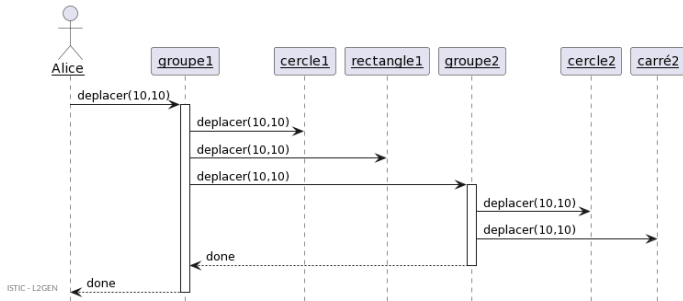 Alice
groupe1
cercle1
rectangle1
groupe2
cercle2
carré2
deplacer(10,10)
deplacer(10,10)
deplacer(10,10)
deplacer(10,10)
deplacer(10,10)
deplacer(10,10)
done
done
ISTIC - L2GEN